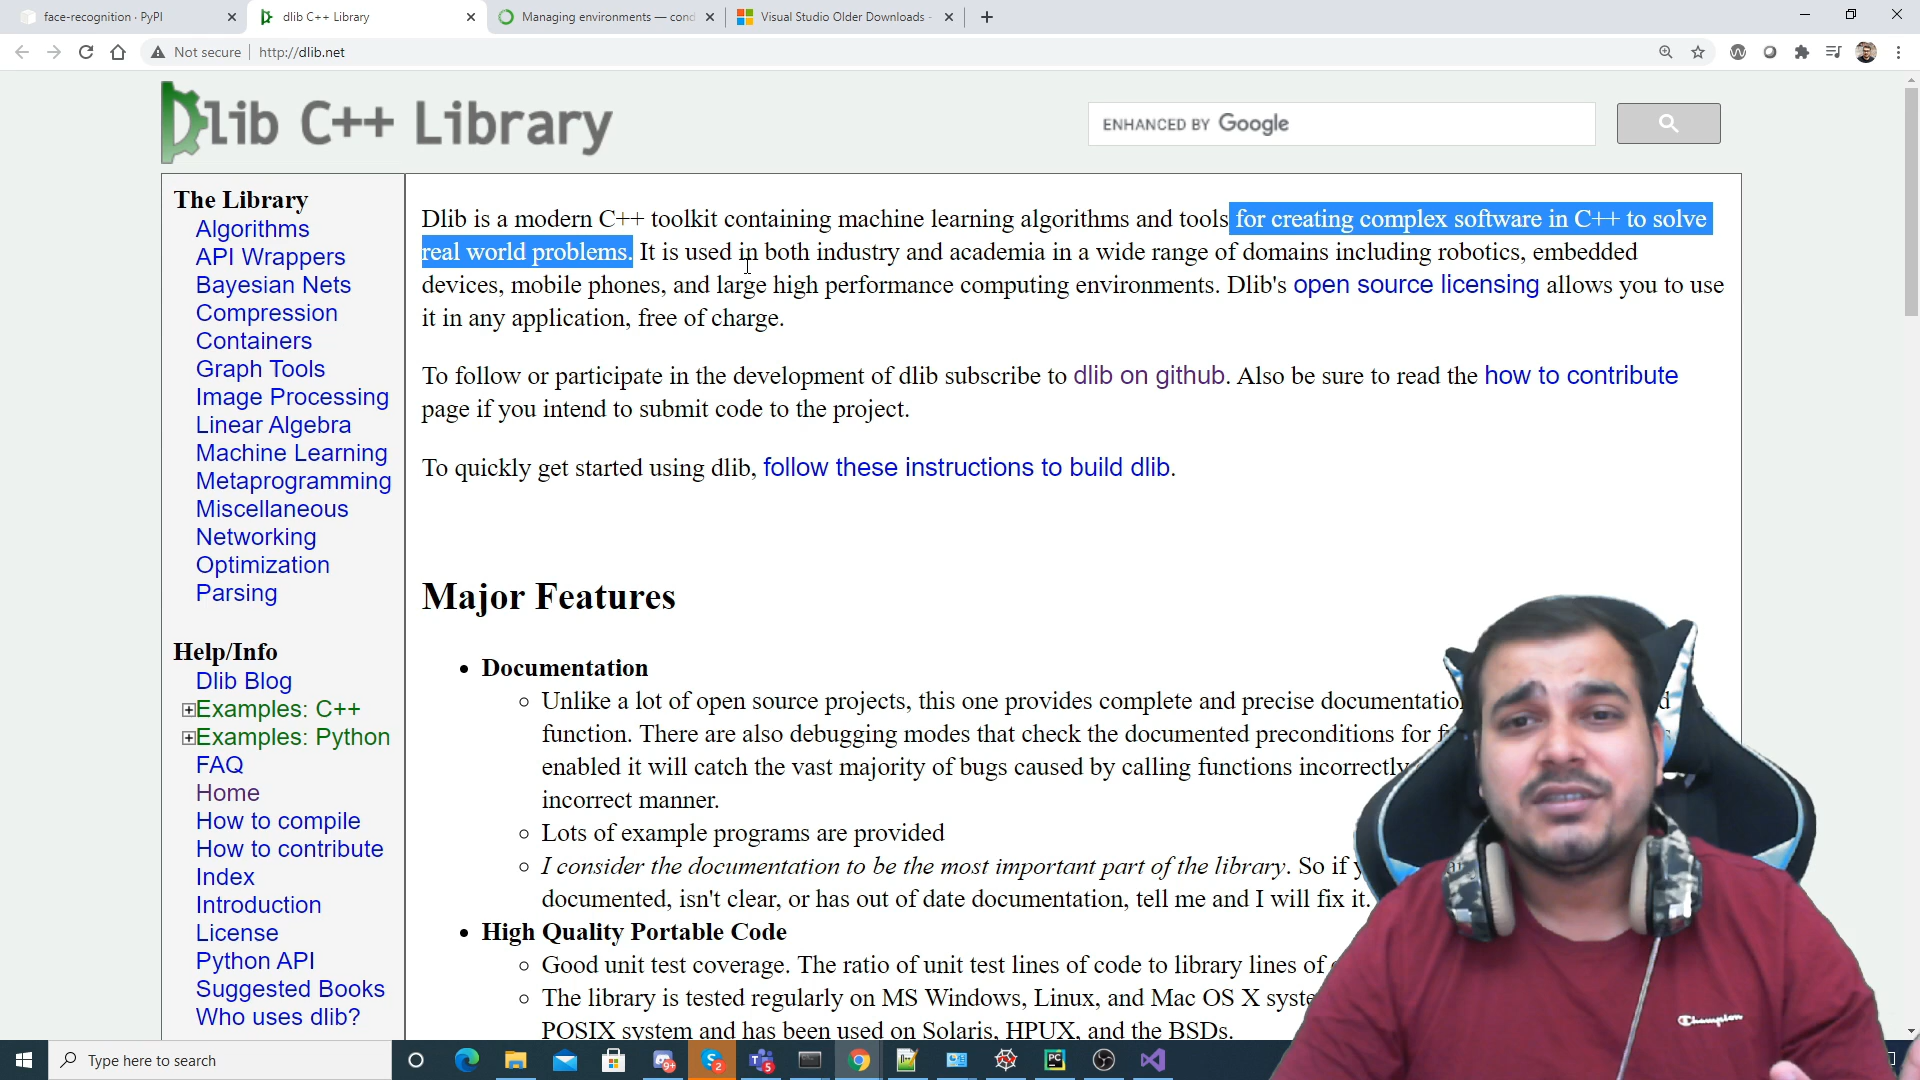 face-recognition · PyPI
dlib C++ Library
Managing environments — cond
Visual Studio Older Downloads -
Not secure
http://dlib.net
Dlib C++ Library
ENHANCED BY Google
The Library
Algorithms
API Wrappers
Bayesian Nets
Compression
Containers
Graph Tools
Image Processing
Linear Algebra
Machine Learning
Metaprogramming
Miscellaneous
Networking
Optimization
Parsing
Help/Info
Dlib Blog
Examples: C++
Examples: Python
FAQ
Home
How to compile
How to contribute
Index
Introduction
License
Python API
Suggested Books
Who uses dlib?
Dlib is a modern C++ toolkit containing machine learning algorithms and tools for creating complex software in C++ to solve
real world problems. It is used in both industry and academia in a wide range of domains including robotics, embedded
devices, mobile phones, and large high performance computing environments. Dlib's open source licensing allows you to use
it in any application, free of charge.
To follow or participate in the development of dlib subscribe to dlib on github. Also be sure to read the how to contribute
page if you intend to submit code to the project.
To quickly get started using dlib, follow these instructions to build dlib.
Major Features
Documentation
Unlike a lot of open source projects, this one provides complete and precise
function. There are also debugging modes that check the documented preconditions for
enabled it will catch the vast majority of bugs caused by calling functions incorrectly
incorrect manner.
Lots of example programs are provided
I consider the documentation to be the most important part of the library. So if
documented, isn't clear, or has out of date documentation, tell me and I will fix it.
High Quality Portable Code
Good unit test coverage. The ratio of unit test lines of code to library lines of
The library is tested regularly on MS Windows, Linux, and Mac OS X
POSIX system and has been used on Solaris, HPUX, and the BSDs.
Champion
Type here to search